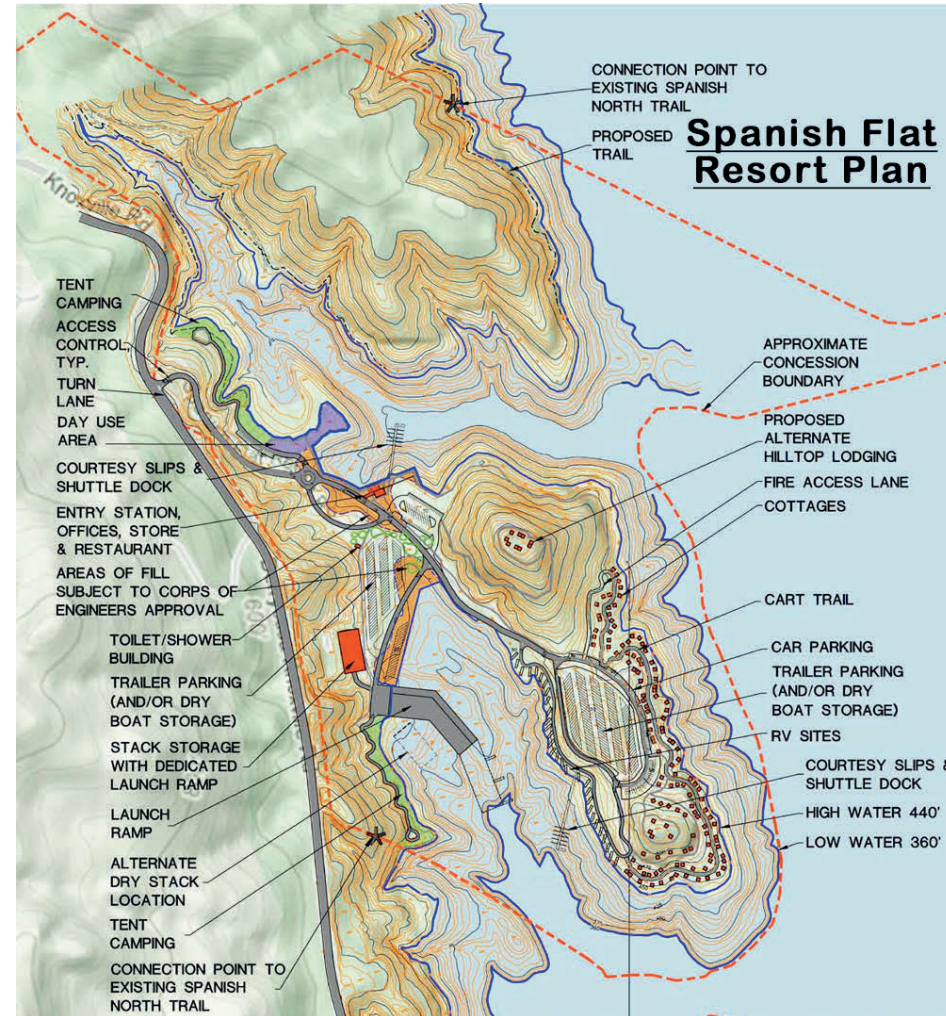 CONNECTION POINT TO
EXISTING SPANISH
NORTH TRAIL
PROPOSED
TRAIL
Spanish Flat
Resort Plan
Knoxville Rd
TENT
CAMPING
ACCESS
CONTROL,
TYP.
TURN
LANE
DAY USE
AREA
COURTESY SLIPS &
SHUTTLE DOCK
ENTRY STATION,
OFFICES, STORE
& RESTAURANT
AREAS OF FILL
SUBJECT TO CORPS OF
ENGINEERS APPROVAL
TOILET/SHOWER
BUILDING
TRAILER PARKING
(AND/OR DRY
BOAT STORAGE)
STACK STORAGE
WITH DEDICATED
LAUNCH RAMP
LAUNCH
RAMP
ALTERNATE
DRY STACK
LOCATION
TENT
CAMPING
CONNECTION POINT TO
EXISTING SPANISH
NORTH TRAIL
APPROXIMATE
CONCESSION
BOUNDARY
PROPOSED
ALTERNATE
HILLTOP LODGING
FIRE ACCESS LANE
COTTAGES
CART TRAIL
CAR PARKING
TRAILER PARKING
(AND/OR DRY
BOAT STORAGE)
RV SITES
COURTESY SLIPS &
SHUTTLE DOCK
HIGH WATER 440'
LOW WATER 360'